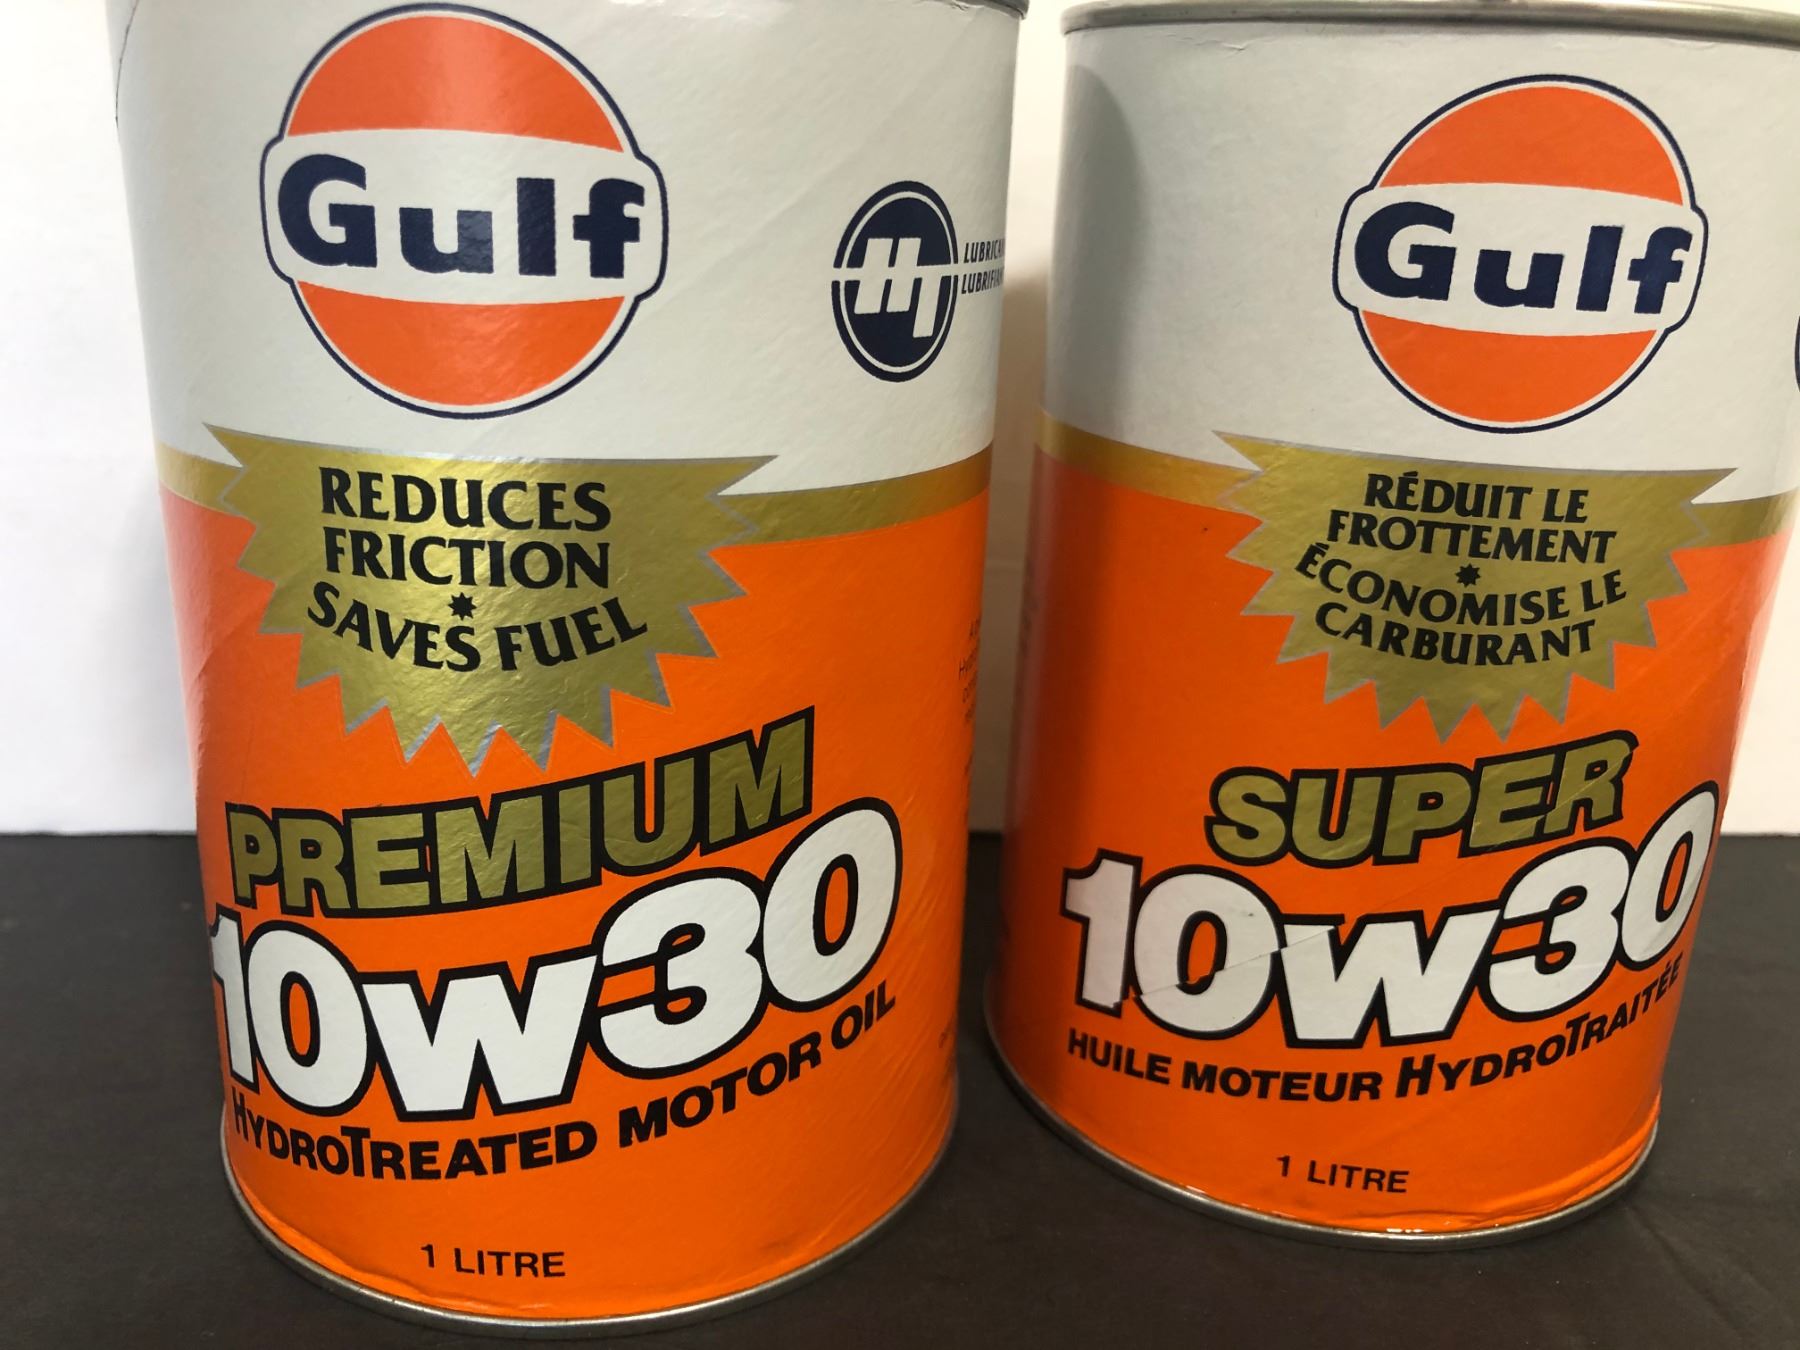 Gulf
HT
REDUCES
FRICTION
SAVES FUEL
PREMIUM
10w30
HYDROTREATED MOTOR OIL
1 LITRE
Gulf
RÉDUIT LE
FROTTEMENT
ÉCONOMISE LE
CARBURANT
SUPER
10w30
HUILE MOTEUR HYDROTRAITÉE
1 LITRE